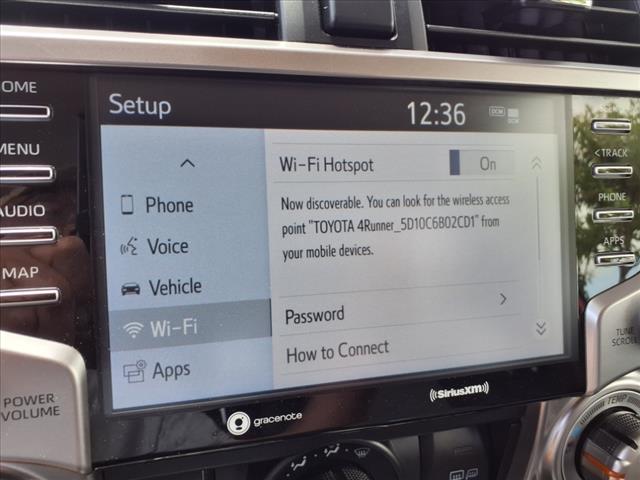 HOME
MENU
AUDIO
MAP
POWER
VOLUME
Setup
12:36
DCM
DCM
Phone
Voice
Vehicle
Wi-Fi
Apps
Wi-Fi Hotspot
On
Now discoverable. You can look for the wireless access
point "TOYOTA 4Runner_5D10C6B02CD1" from
your mobile devices.
Password
How to Connect
gracenote
SiriusXM
< TRACK
PHONE
APPS
TUNE
SCROLL
TEMP